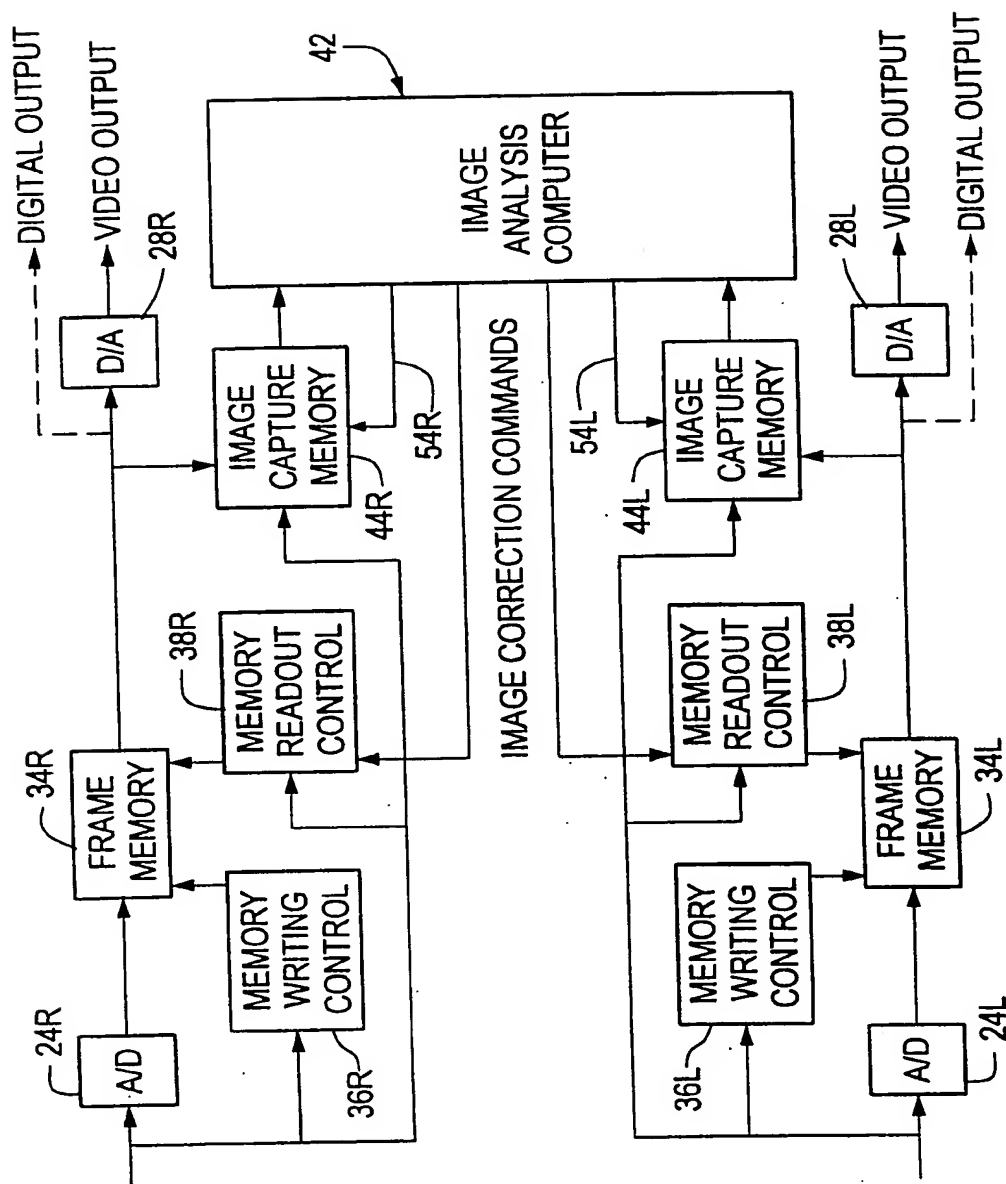 DIGITAL OUTPUT
VIDEO OUTPUT
28R
D/A
42
IMAGE
ANALYSIS
COMPUTER
24R
A/D
34R
FRAME
MEMORY
38R
MEMORY
READOUT
CONTROL
36R
MEMORY
WRITING
CONTROL
IMAGE
CAPTURE
MEMORY
44R
54R
IMAGE CORRECTION COMMANDS
54L
44L
IMAGE
CAPTURE
MEMORY
36L
MEMORY
WRITING
CONTROL
MEMORY
READOUT
CONTROL
38L
A/D
24L
FRAME
MEMORY
34L
28L
D/A
VIDEO OUTPUT
DIGITAL OUTPUT